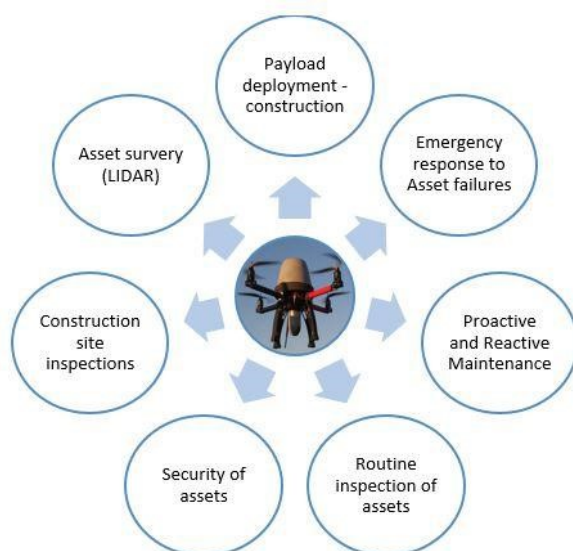 Payload
deployment -
construction
Emergency
response to
Asset failures
Proactive
and Reactive
Maintenance
Routine
inspection of
assets
Security of
assets
Construction
site
inspections
Asset survery
(LIDAR)